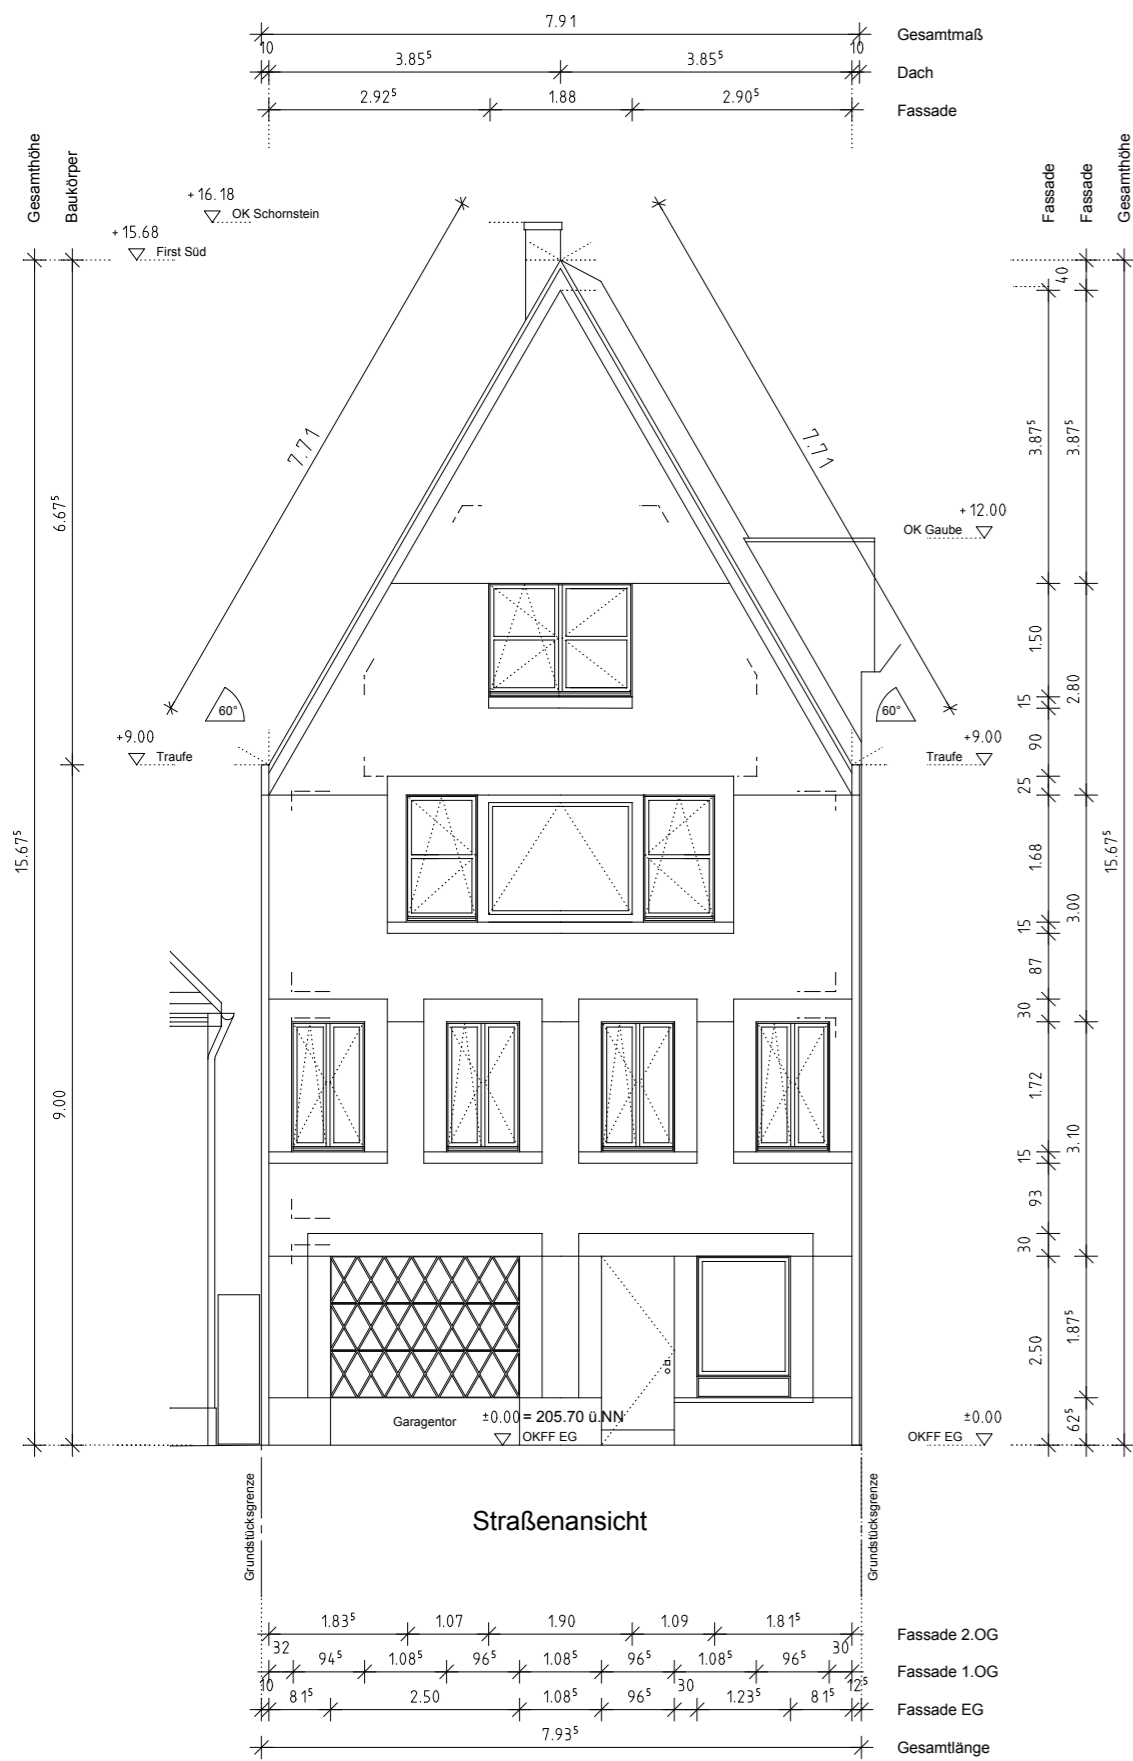 7.91
Gesamtmaß
10
10
3.85⁵
3.85⁵
Dach
2.92⁵
1.88
2.90⁵
Fassade
Gesamthöhe
Baukörper
Fassade
Fassade
Gesamthöhe
+16.18
OK Schornstein
+15.68
First Süd
40
7.71
7.71
3.87⁵
3.87⁵
6.67⁵
+12.00
OK Gaube
1.50
2.80
15
60°
60°
+9.00
Traufe
+9.00
Traufe
90
25
15.67⁵
1.68
15.67⁵
3.00
15
87
30
1.72
9.00
3.10
15
93
30
2.50
1.87⁵
Garagentor
±0.00 = 205.70 ü.NN
OKFF EG
±0.00
OKFF EG
62⁵
Grundstücksgrenze
Grundstücksgrenze
Straßenansicht
1.83⁵
1.07
1.90
1.09
1.81⁵
Fassade 2.OG
32
94⁵
1.08⁵
96⁵
1.08⁵
96⁵
1.08⁵
96⁵
30
Fassade 1.OG
10
81⁵
2.50
1.08⁵
96⁵
30
1.23⁵
81⁵
12⁵
Fassade EG
7.93⁵
Gesamtlänge